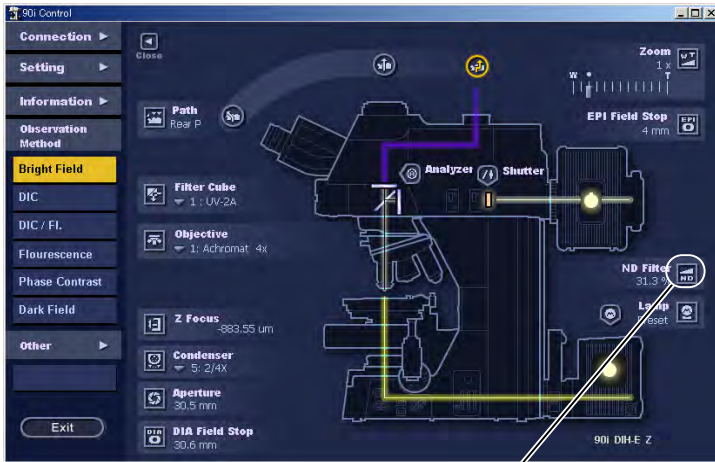 90i Control
Connection
Setting
Information
Observation
Method
Bright Field
DIC
DIC / Fl.
Flourescence
Phase Contrast
Dark Field
Other
Exit
Close
Path
Rear P
Filter Cube
1 : UV-2A
Objective
1: Achromat 4x
Z Focus
-883.55 um
Condenser
5: 2/4X
Aperture
30.5 mm
DIA
DIA Field Stop
30.6 mm
Analyzer
Shutter
Zoom
1 x
W T
W T
EPI Field Stop
4 mm
EPI
ND Filter
31.3 %
ND
Lamp
Preset
90i DIH-E Z